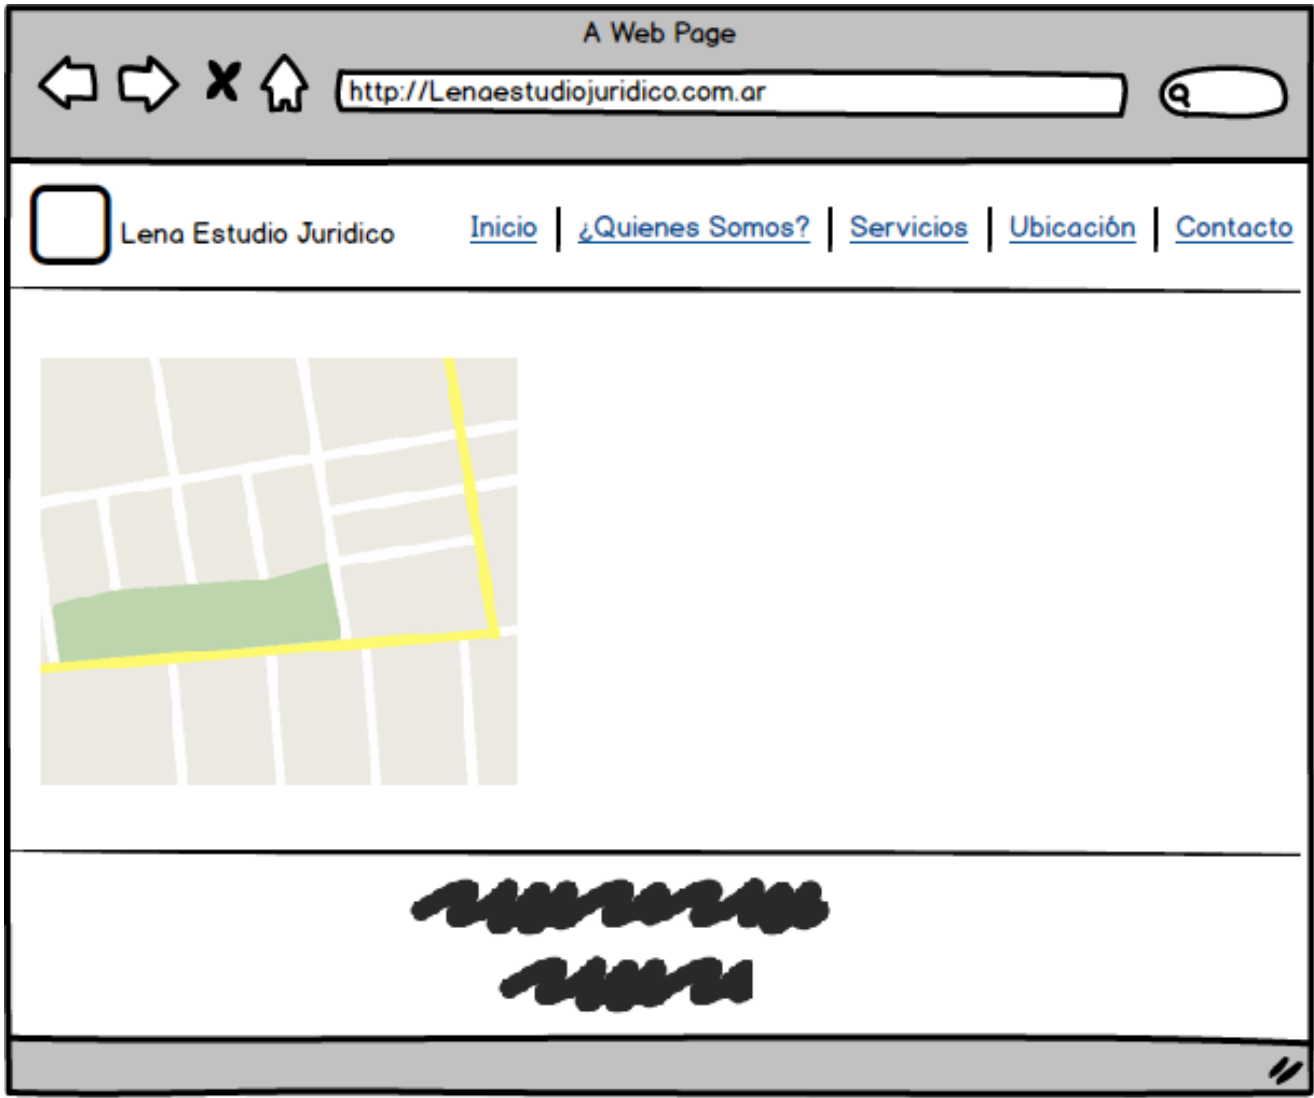 A Web Page
http://Lenaestudiojuridico.com.ar
Lena Estudio Juridico
Inicio | ¿Quienes Somos? | Servicios | Ubicación | Contacto